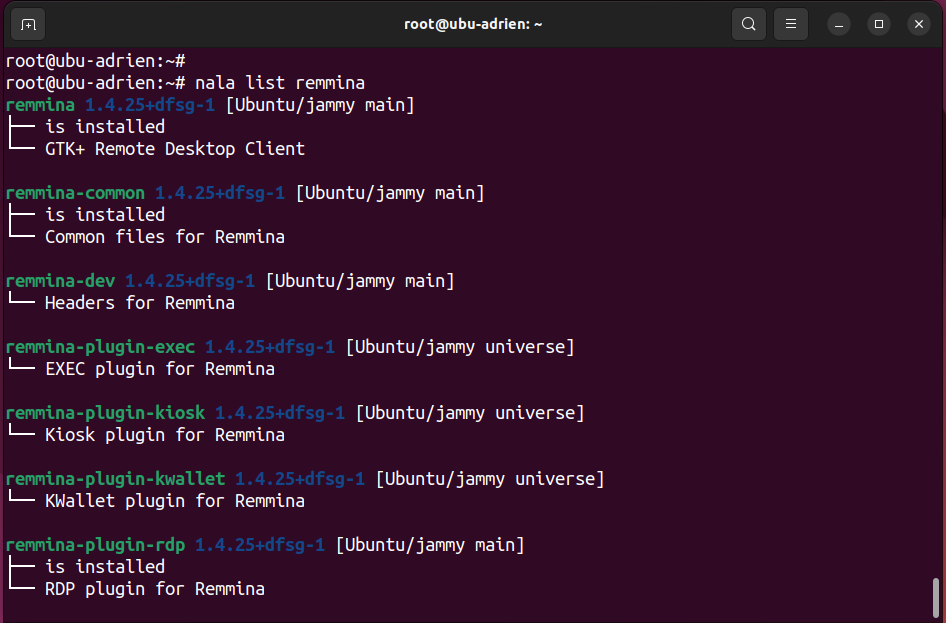 root@ubu-adrien: ~
root@ubu-adrien:~#
root@ubu-adrien:~# nala list remmina
remmina 1.4.25+dfsg-1 [Ubuntu/jammy main]
├── is installed
└── GTK+ Remote Desktop Client
remmina-common 1.4.25+dfsg-1 [Ubuntu/jammy main]
├── is installed
└── Common files for Remmina
remmina-dev 1.4.25+dfsg-1 [Ubuntu/jammy main]
└── Headers for Remmina
remmina-plugin-exec 1.4.25+dfsg-1 [Ubuntu/jammy universe]
└── EXEC plugin for Remmina
remmina-plugin-kiosk 1.4.25+dfsg-1 [Ubuntu/jammy universe]
└── Kiosk plugin for Remmina
remmina-plugin-kwallet 1.4.25+dfsg-1 [Ubuntu/jammy universe]
└── KWallet plugin for Remmina
remmina-plugin-rdp 1.4.25+dfsg-1 [Ubuntu/jammy main]
├── is installed
└── RDP plugin for Remmina